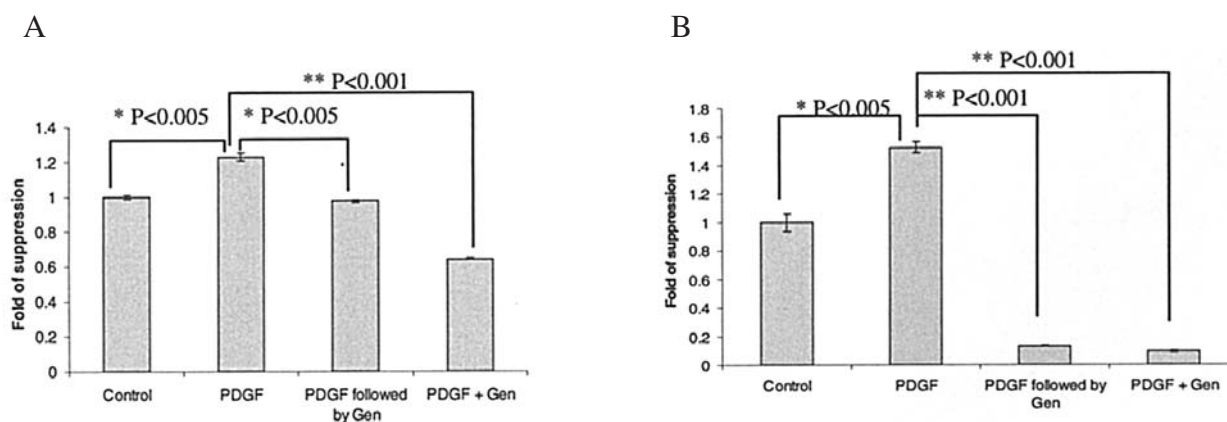 A
** P<0.001
* P<0.005
* P<0.005
Fold of suppression
1.4
1.2
1
0.8
0.6
0.4
0.2
0
Control
PDGF
PDGF followed
by Gen
PDGF + Gen
B
** P<0.001
* P<0.005
** P<0.001
Fold of suppression
1.8
1.6
1.4
1.2
1
0.8
0.6
0.4
0.2
0
Control
PDGF
PDGF followed by
Gen
PDGF + Gen